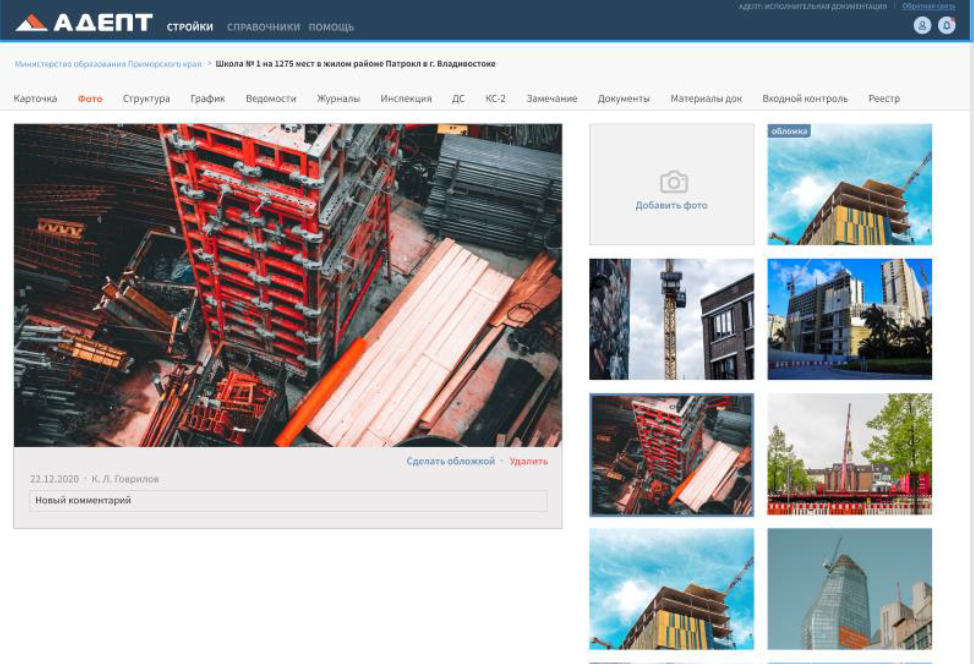 АДЕПТ: ИСПОЛНИТЕЛЬНАЯ ДОКУМЕНТАЦИЯ | Обратная связь
АДЕПТ СТРОЙКИ СПРАВОЧНИКИ ПОМОЩЬ
Министерство образования Приморского края > Школа № 1 на 1275 мест в жилом районе Патрокл в г. Владивостоке
Карточка Фото Структура График Ведомости Журналы Инспекция ДС КС-2 Замечание Документы Материалы док Входной контроль Реестр
обложка
Добавить фото
Сделать обложкой · Удалить
22.12.2020 · К. Л. Говрилов
Новый комментарий